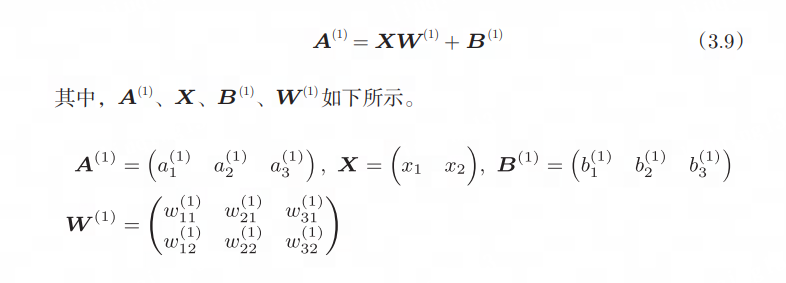 A^{(1)} = XW^{(1)} + B^{(1)} (3.9)
其中，A^{(1)}、X、B^{(1)}、W^{(1)}如下所示。
A^{(1)} = (a_1^{(1)} a_2^{(1)} a_3^{(1)}), X = (x_1 x_2), B^{(1)} = (b_1^{(1)} b_2^{(1)} b_3^{(1)})
W^{(1)} = (w_{11}^{(1)} w_{21}^{(1)} w_{31}^{(1)}
w_{12}^{(1)} w_{22}^{(1)} w_{32}^{(1)})